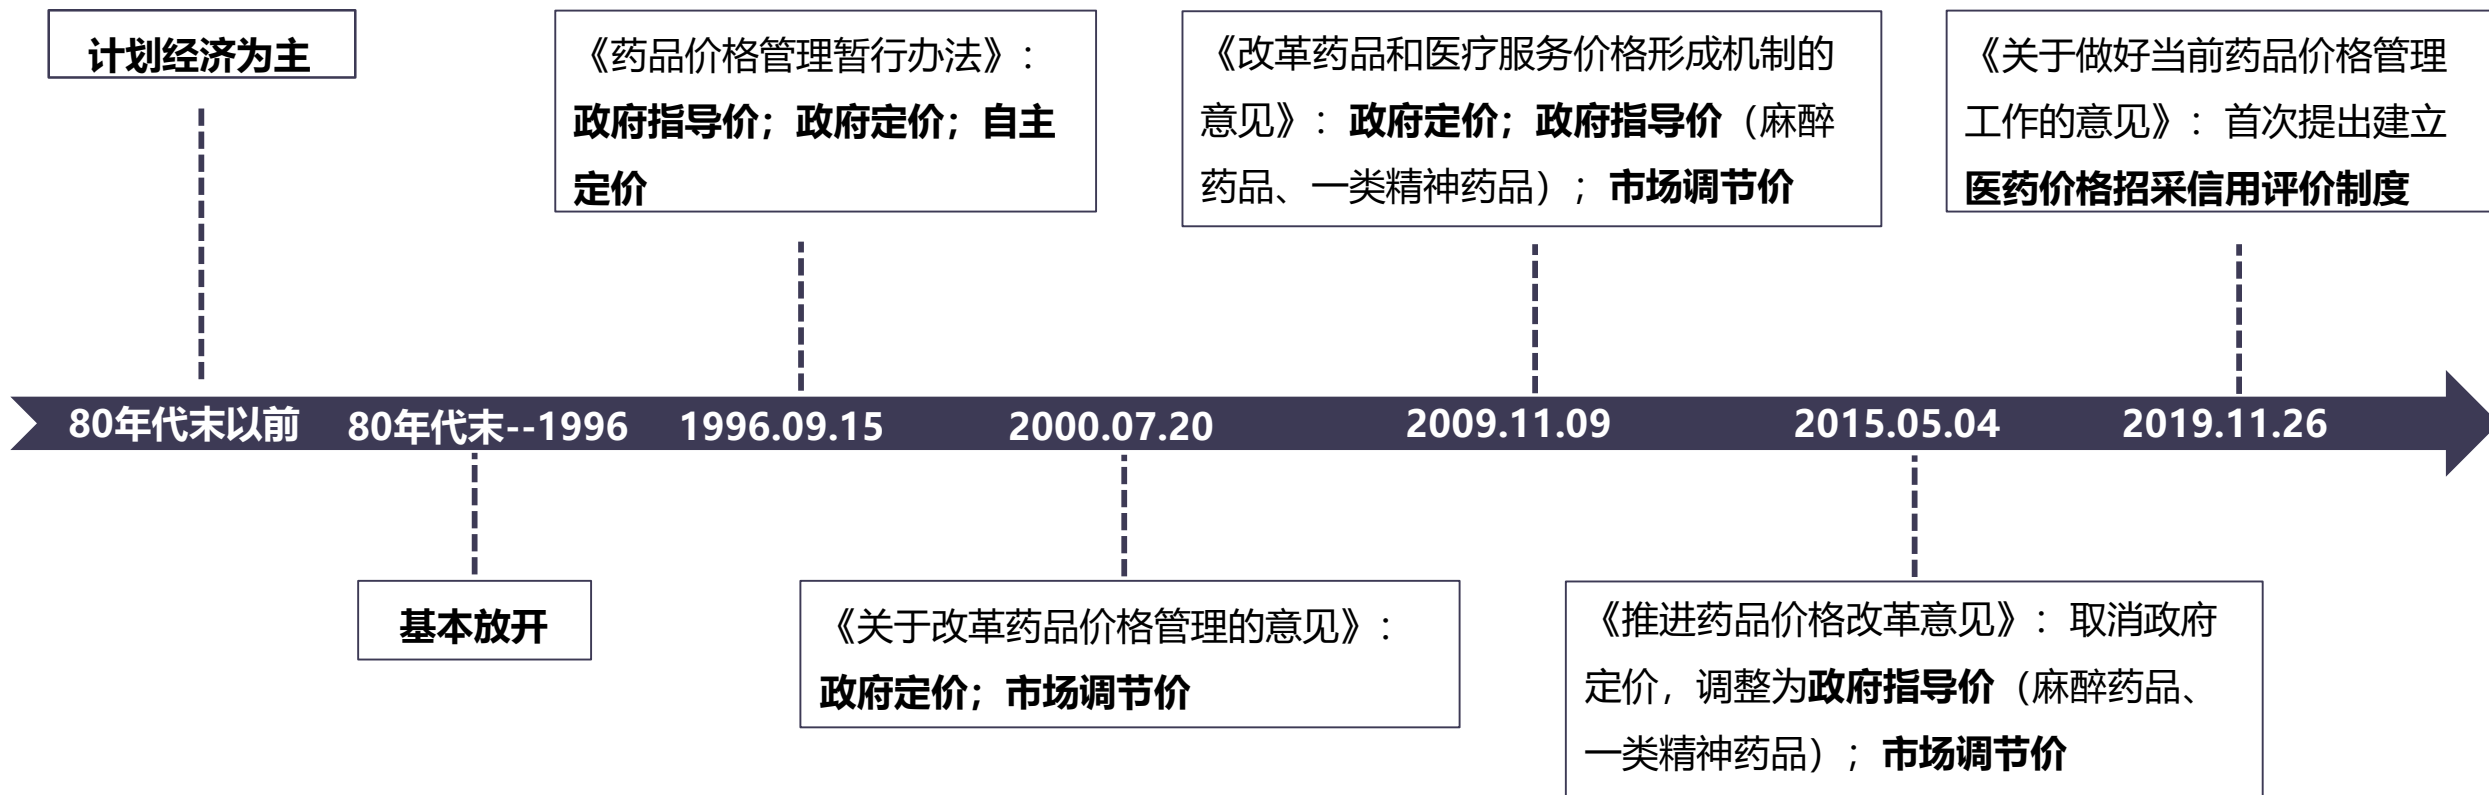 计划经济为主
《药品价格管理暂行办法》：
政府指导价；政府定价；自主
定价
《改革药品和医疗服务价格形成机制的
意见》：政府定价；政府指导价（麻醉
药品、一类精神药品）；市场调节价
《关于做好当前药品价格管理
工作的意见》：首次提出建立
医药价格招采信用评价制度
80年代末以前
80年代末--1996
1996.09.15
2000.07.20
2009.11.09
2015.05.04
2019.11.26
基本放开
《关于改革药品价格管理的意见》：
政府定价；市场调节价
《推进药品价格改革意见》：取消政府
定价，调整为政府指导价（麻醉药品、
一类精神药品）；市场调节价